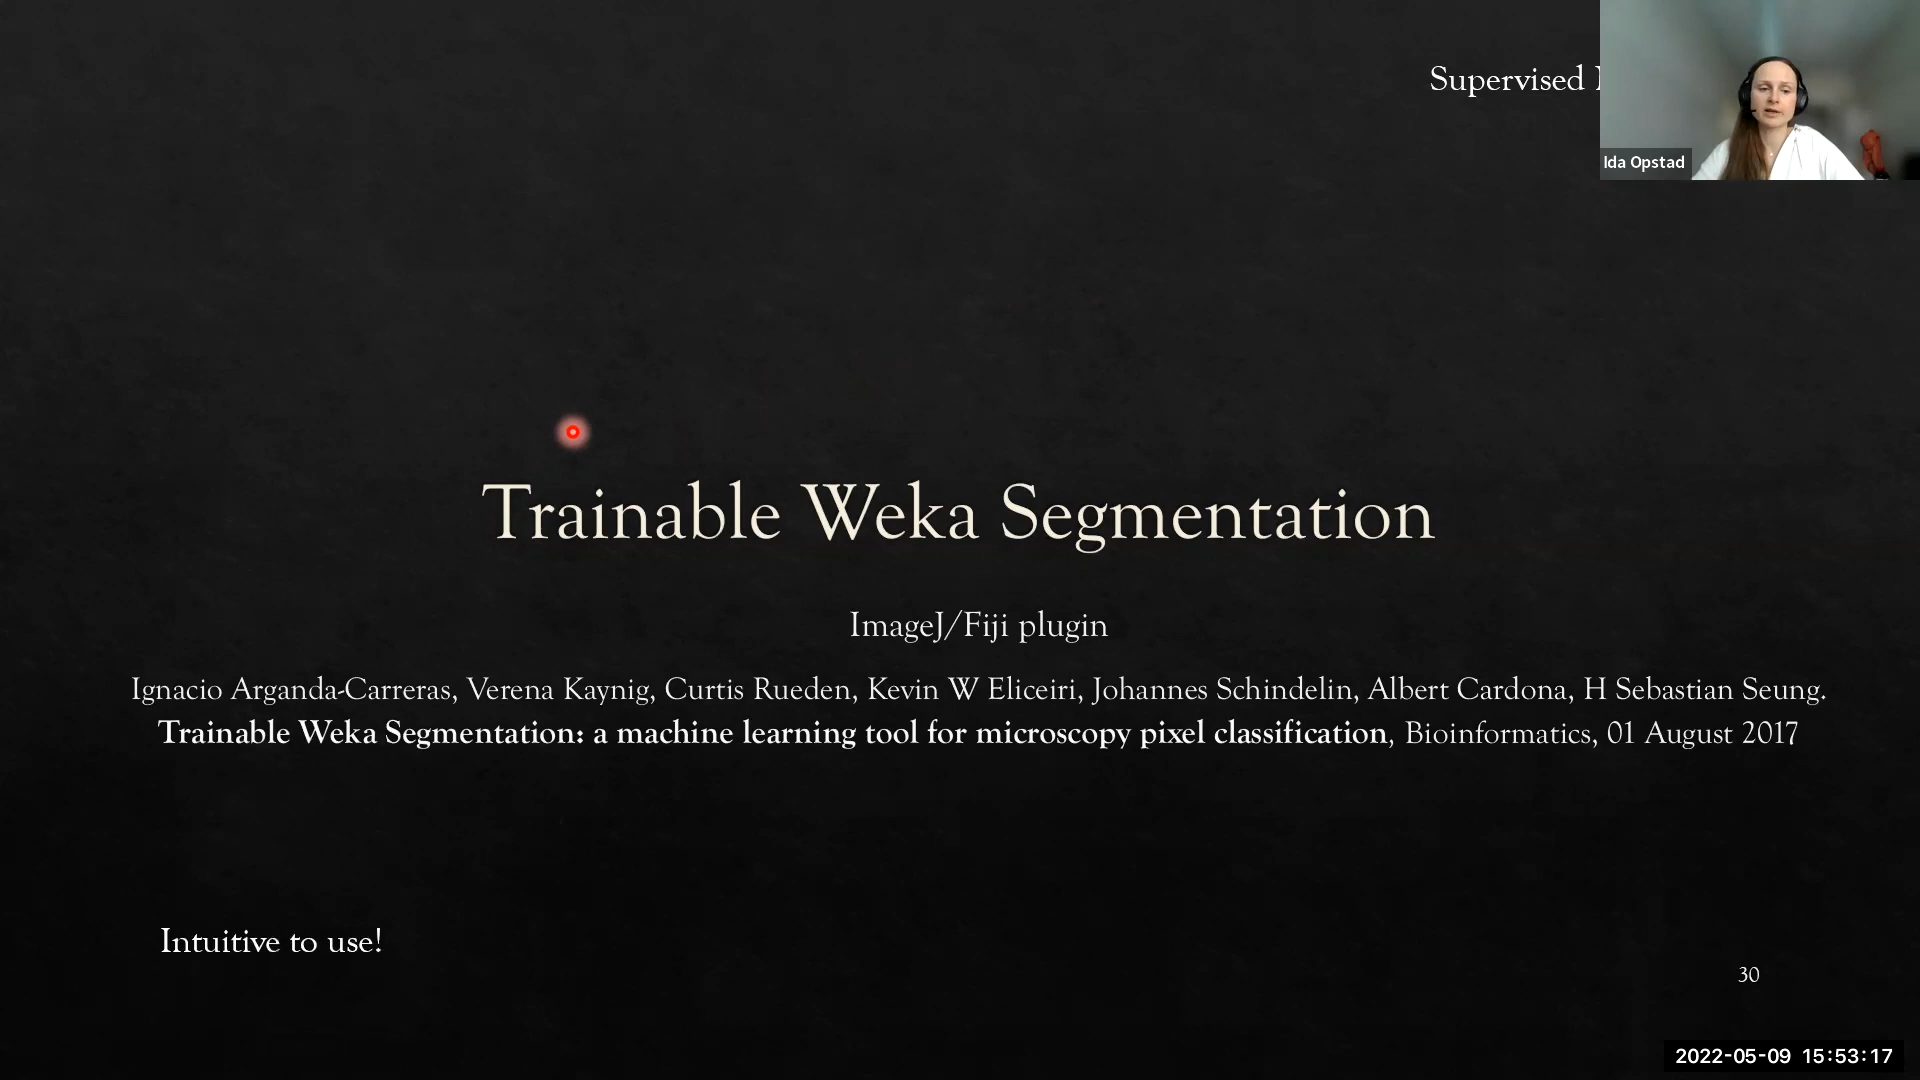 Supervised
Ida Opstad
Trainable Weka Segmentation
ImageJ/Fiji plugin
Ignacio Arganda-Carreras, Verena Kaynig, Curtis Rueden, Kevin W Eliceiri, Johannes Schindelin, Albert Cardona, H Sebastian Seung.
Trainable Weka Segmentation: a machine learning tool for microscopy pixel classification, Bioinformatics, 01 August 2017
Intuitive to use!
30
2022-05-09 15:53:17